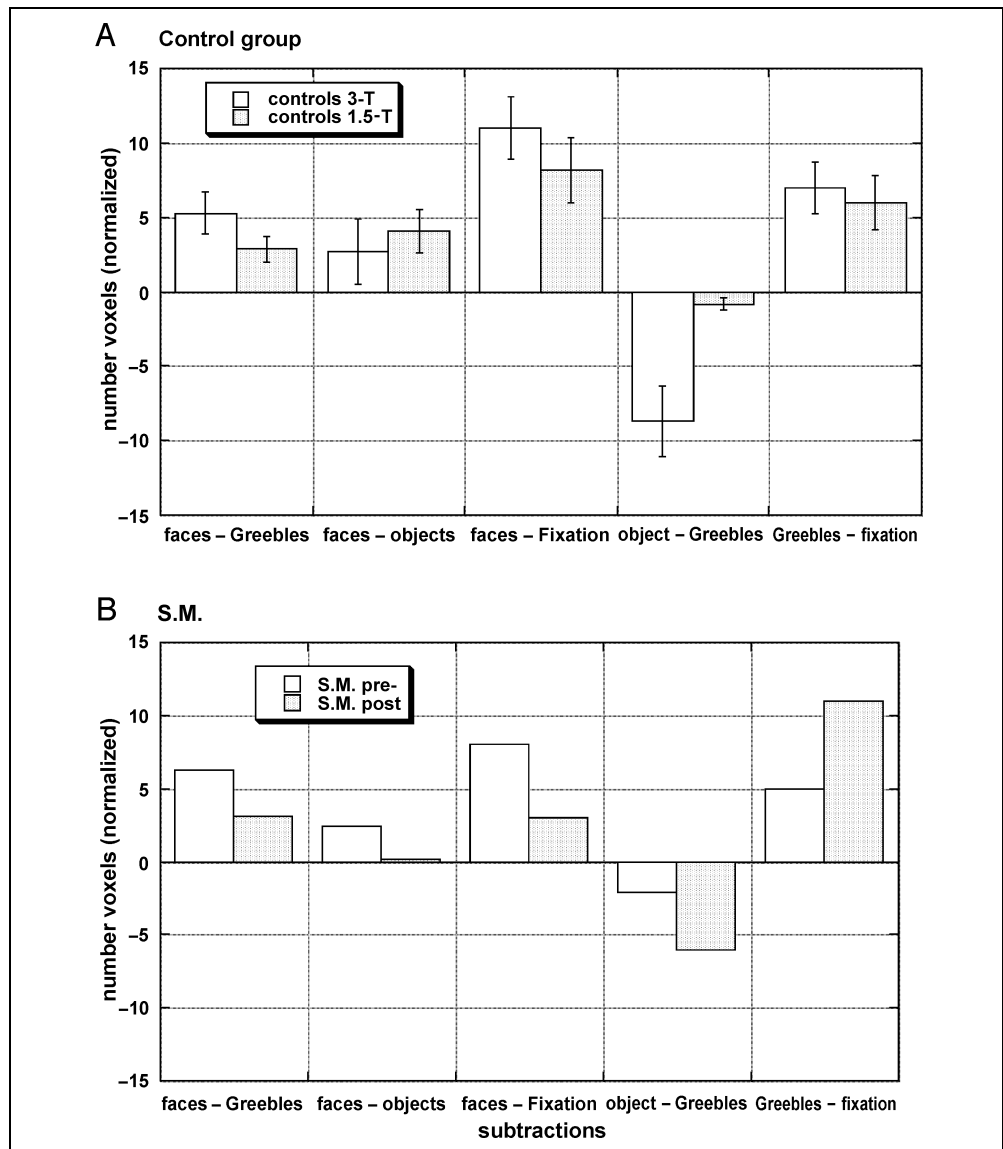 A Control group
15
controls 3-T
controls 1.5-T
10
5
0
−5
−10
−15
number voxels (normalized)
faces – Greebles faces – objects faces – Fixation object – Greebles Greebles – fixation
B S.M.
15
S.M. pre-
S.M. post
10
5
0
−5
−10
−15
number voxels (normalized)
faces – Greebles faces – objects faces – Fixation object – Greebles Greebles – fixation
subtractions